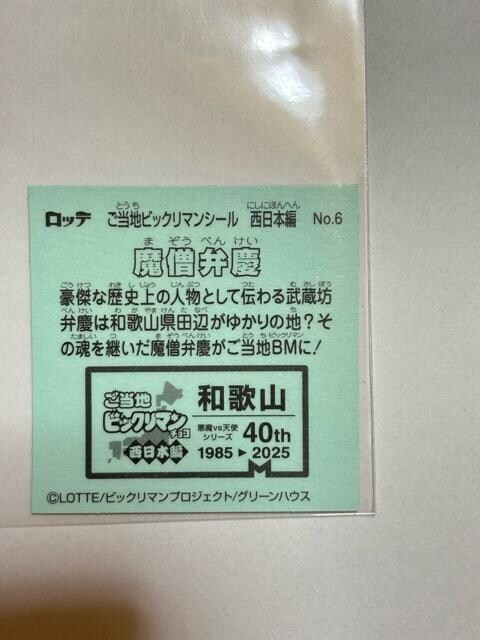 ロッテ ご当地ビックリマンシール 西日本編 No.6
魔僧弁慶
豪傑な歴史上の人物として伝わる武蔵坊
弁慶は和歌山県田辺がゆかりの地?そ
の魂を継いだ魔僧弁慶がご当地BMに!
ご当地
ビックリマン
チョコ
西日本編
和歌山
悪魔vs天使
シリーズ
40th
1985▶2025
©LOTTE/ビックリマンプロジェクト/グリーンハウス